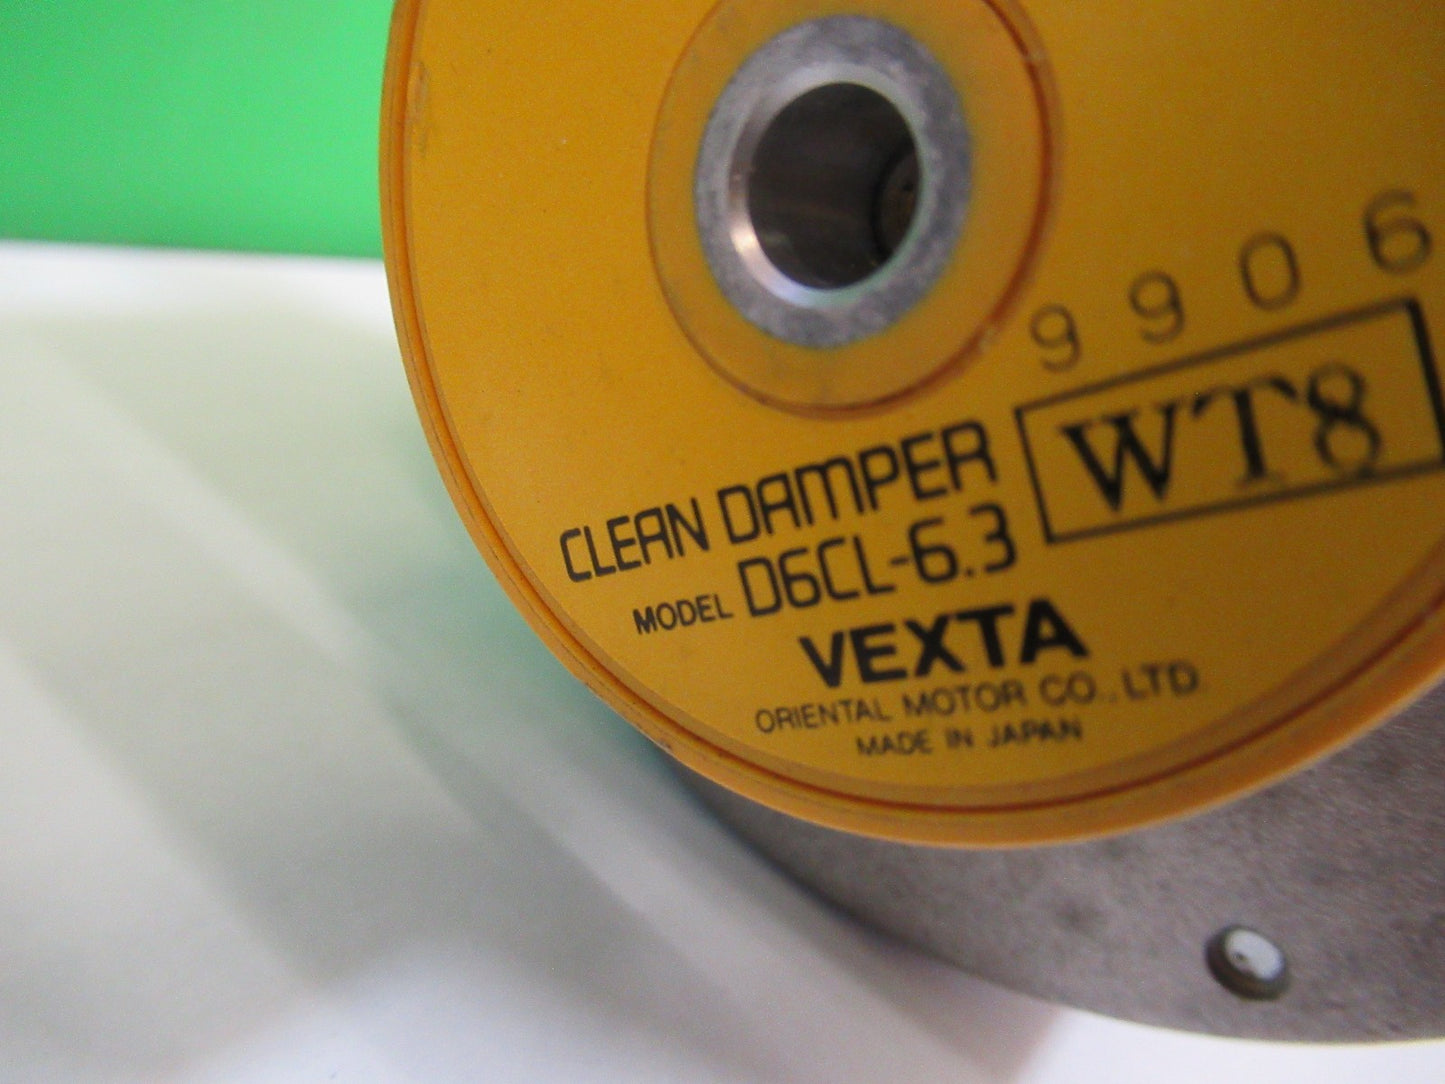 9906
WT8
CLEAN DAMPER
MODEL D6CL-6.3
VEXTA
ORIENTAL MOTOR CO., LTD.
MADE IN JAPAN